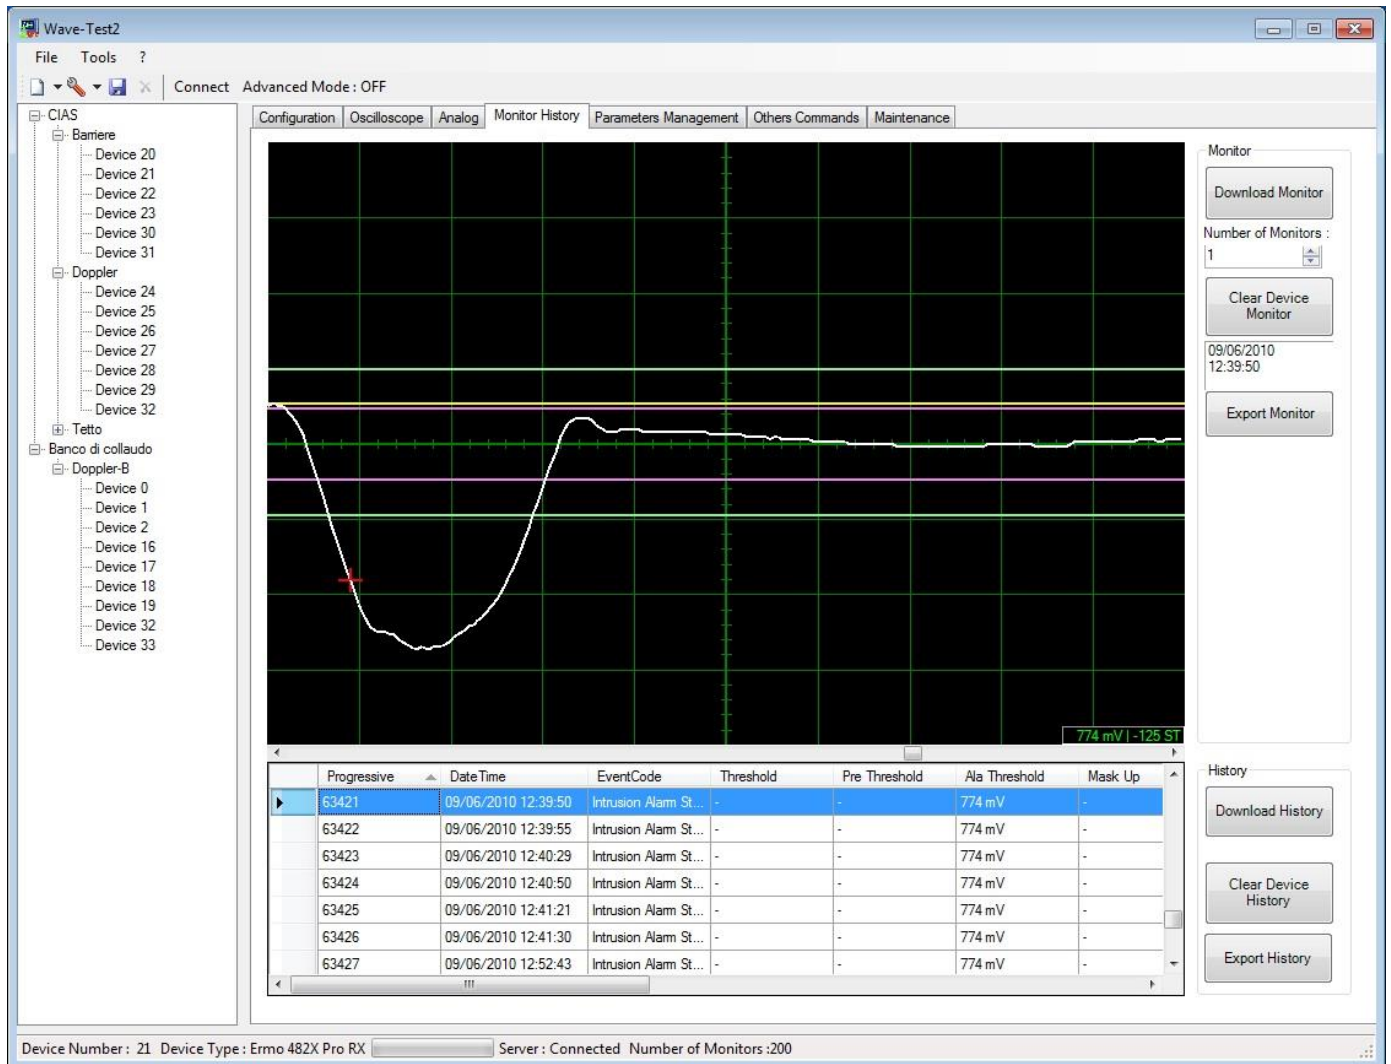 Wave-Test2
File Tools ?
Connect Advanced Mode : OFF
CIAS
Barriere
Device 20
Device 21
Device 22
Device 23
Device 30
Device 31
Doppler
Device 24
Device 25
Device 26
Device 27
Device 28
Device 29
Device 32
Tetto
Banco di collaudo
Doppler-B
Device 0
Device 1
Device 2
Device 16
Device 17
Device 18
Device 19
Device 32
Device 33
Configuration Oscilloscope Analog Monitor History Parameters Management Others Commands Maintenance
774 mV | -125 ST
Monitor
Download Monitor
Number of Monitors :
1
Clear Device
Monitor
09/06/2010
12:39:50
Export Monitor
Progressive DateTime EventCode Threshold Pre Threshold Ala Threshold Mask Up
63421 09/06/2010 12:39:50 Intrusion Alarm St... - - 774 mV -
63422 09/06/2010 12:39:55 Intrusion Alarm St... - - 774 mV -
63423 09/06/2010 12:40:29 Intrusion Alarm St... - - 774 mV -
63424 09/06/2010 12:40:50 Intrusion Alarm St... - - 774 mV -
63425 09/06/2010 12:41:21 Intrusion Alarm St... - - 774 mV -
63426 09/06/2010 12:41:30 Intrusion Alarm St... - - 774 mV -
63427 09/06/2010 12:52:43 Intrusion Alarm St... - - 774 mV -
History
Download History
Clear Device
History
Export History
Device Number : 21 Device Type : Ermo 482X Pro RX Server : Connected Number of Monitors :200